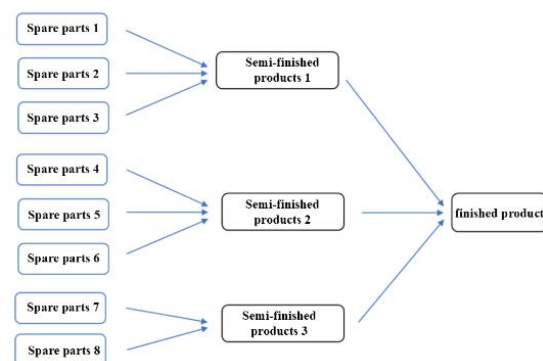 Spare parts 1
Spare parts 2
Spare parts 3
Spare parts 4
Spare parts 5
Spare parts 6
Spare parts 7
Spare parts 8
Semi-finished
products 1
Semi-finished
products 2
Semi-finished
products 3
finished product